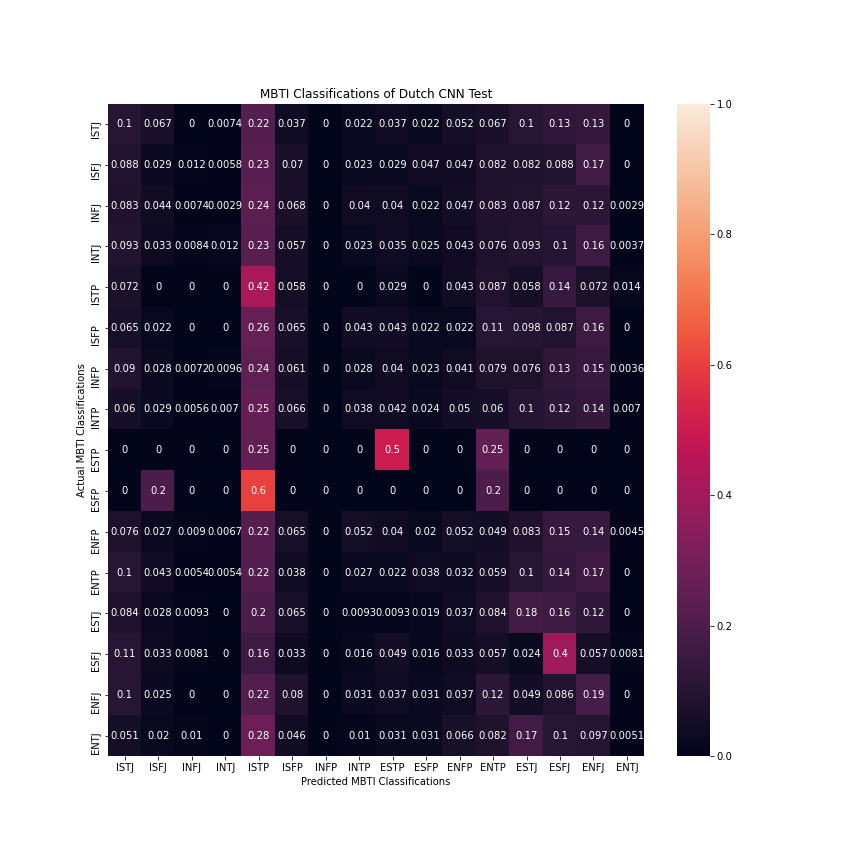 MBTI Classifications of Dutch CNN Test
Actual MBTI Classifications
ISTJ 0.1 0.067 0 0.0074 0.22 0.037 0 0.022 0.037 0.022 0.052 0.067 0.1 0.13 0.13 0
ISFJ 0.088 0.029 0.012 0.0058 0.23 0.07 0 0.023 0.029 0.047 0.047 0.082 0.082 0.088 0.17 0
INFJ 0.083 0.044 0.0074 0.0029 0.24 0.068 0 0.04 0.04 0.022 0.047 0.083 0.087 0.12 0.12 0.0029
INTJ 0.093 0.033 0.0084 0.012 0.23 0.057 0 0.023 0.035 0.025 0.043 0.076 0.093 0.1 0.16 0.0037
ISTP 0.072 0 0 0 0.42 0.058 0 0 0.029 0 0.043 0.087 0.058 0.14 0.072 0.014
ISFP 0.065 0.022 0 0 0.26 0.065 0 0.043 0.043 0.022 0.022 0.11 0.098 0.087 0.16 0
INFP 0.09 0.028 0.0072 0.0096 0.24 0.061 0 0.028 0.04 0.023 0.041 0.079 0.076 0.13 0.15 0.0036
INTP 0.06 0.029 0.0056 0.007 0.25 0.066 0 0.038 0.042 0.024 0.05 0.06 0.1 0.12 0.14 0.007
ESTP 0 0 0 0 0.25 0 0 0 0.5 0 0 0.25 0 0 0 0
ESFP 0 0.2 0 0 0.6 0 0 0 0 0 0 0.2 0 0 0 0
ENFP 0.076 0.027 0.009 0.0067 0.22 0.065 0 0.052 0.04 0.02 0.052 0.049 0.083 0.15 0.14 0.0045
ENTP 0.1 0.043 0.0054 0.0054 0.22 0.038 0 0.027 0.022 0.038 0.032 0.059 0.1 0.14 0.17 0
ESTJ 0.084 0.028 0.0093 0 0.2 0.065 0 0.0093 0.0093 0.019 0.037 0.084 0.18 0.16 0.12 0
ESFJ 0.11 0.033 0.0081 0 0.16 0.033 0 0.016 0.049 0.016 0.033 0.057 0.024 0.4 0.057 0.0081
ENFJ 0.1 0.025 0 0 0.22 0.08 0 0.031 0.037 0.031 0.037 0.12 0.049 0.086 0.19 0
ENTJ 0.051 0.02 0.01 0 0.28 0.046 0 0.01 0.031 0.031 0.066 0.082 0.17 0.1 0.097 0.0051
ISTJ ISFJ INFJ INTJ ISTP ISFP INFP INTP ESTP ESFP ENFP ENTP ESTJ ESFJ ENFJ ENTJ
Predicted MBTI Classifications
1.0
0.8
0.6
0.4
0.2
0.0